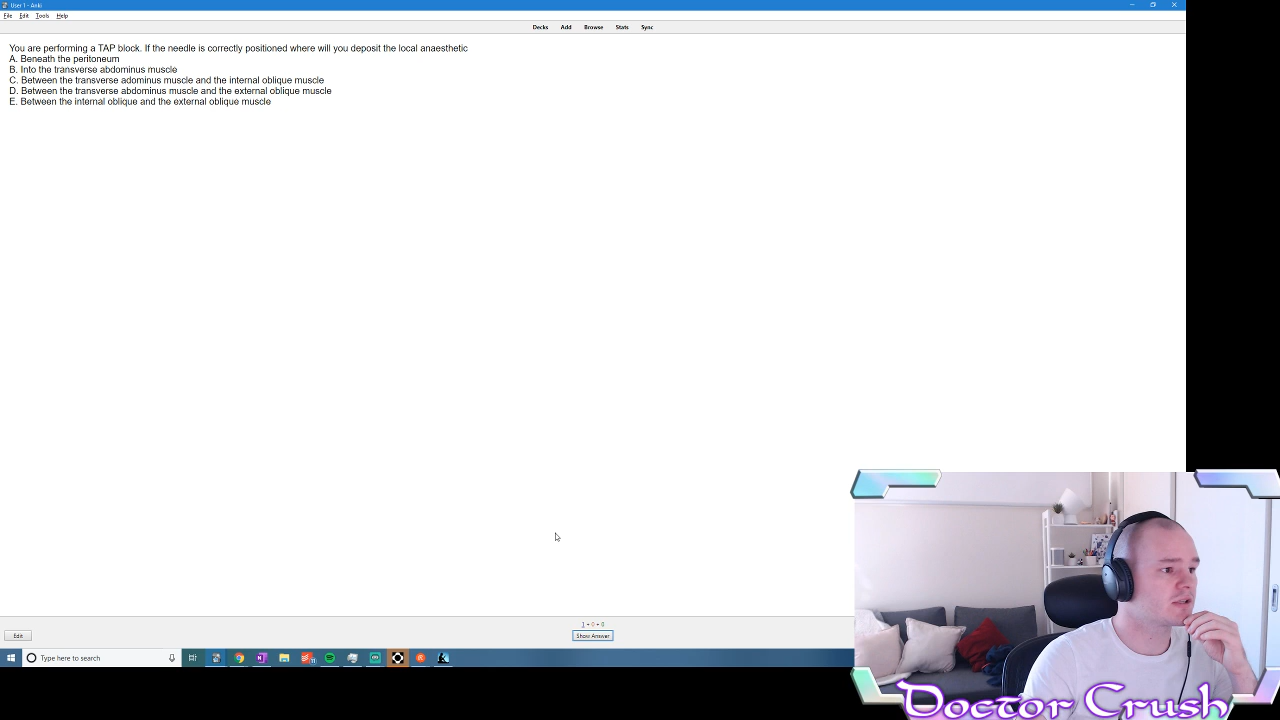 User 1 - Anki
File Edit Tools Help
Decks Add Browse Stats Sync
You are performing a TAP block. If the needle is correctly positioned where will you deposit the local anaesthetic
A. Beneath the peritoneum
B. Into the transverse abdominus muscle
C. Between the transverse adominus muscle and the internal oblique muscle
D. Between the transverse abdominus muscle and the external oblique muscle
E. Between the internal oblique and the external oblique muscle
1 + 0 + 0
Edit
Show Answer
Type here to search
Doctor Crush